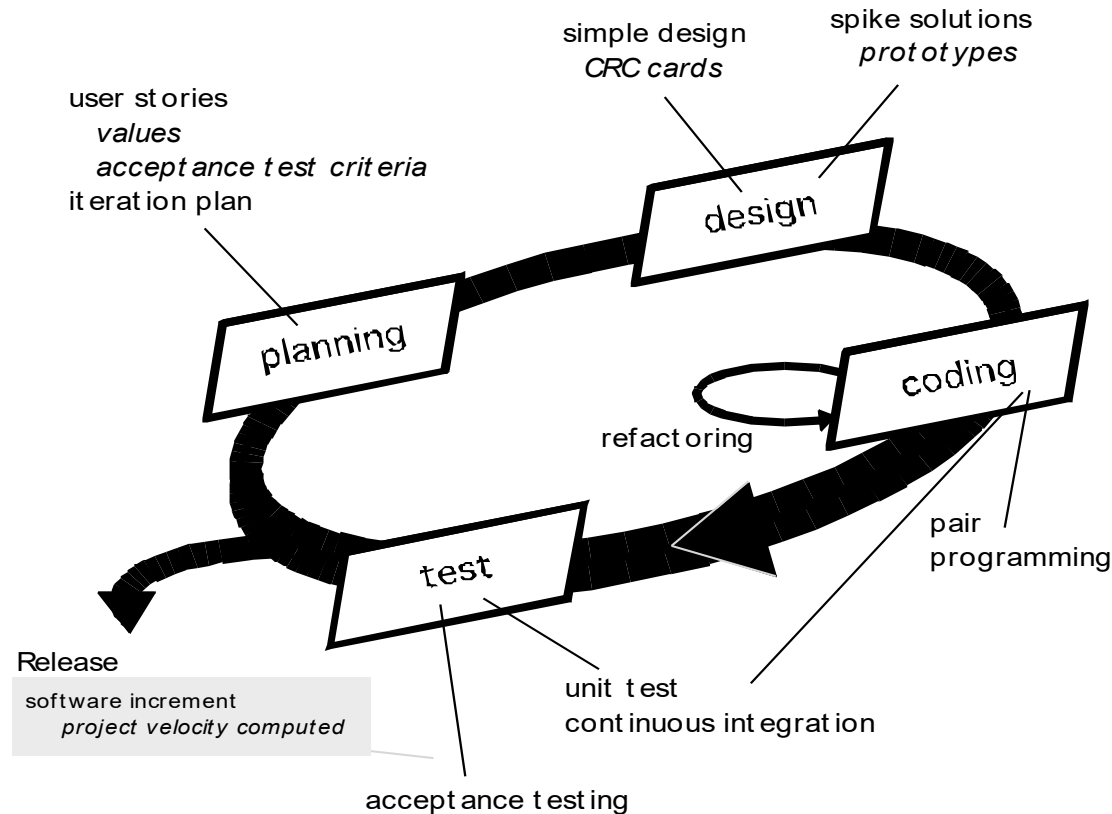 simple design
CRC cards
spike solutions
prototypes
user stories
values
acceptance test criteria
iteration plan
design
planning
coding
refactoring
pair
programming
test
Release
software increment
project velocity computed
unit test
continuous integration
acceptance testing